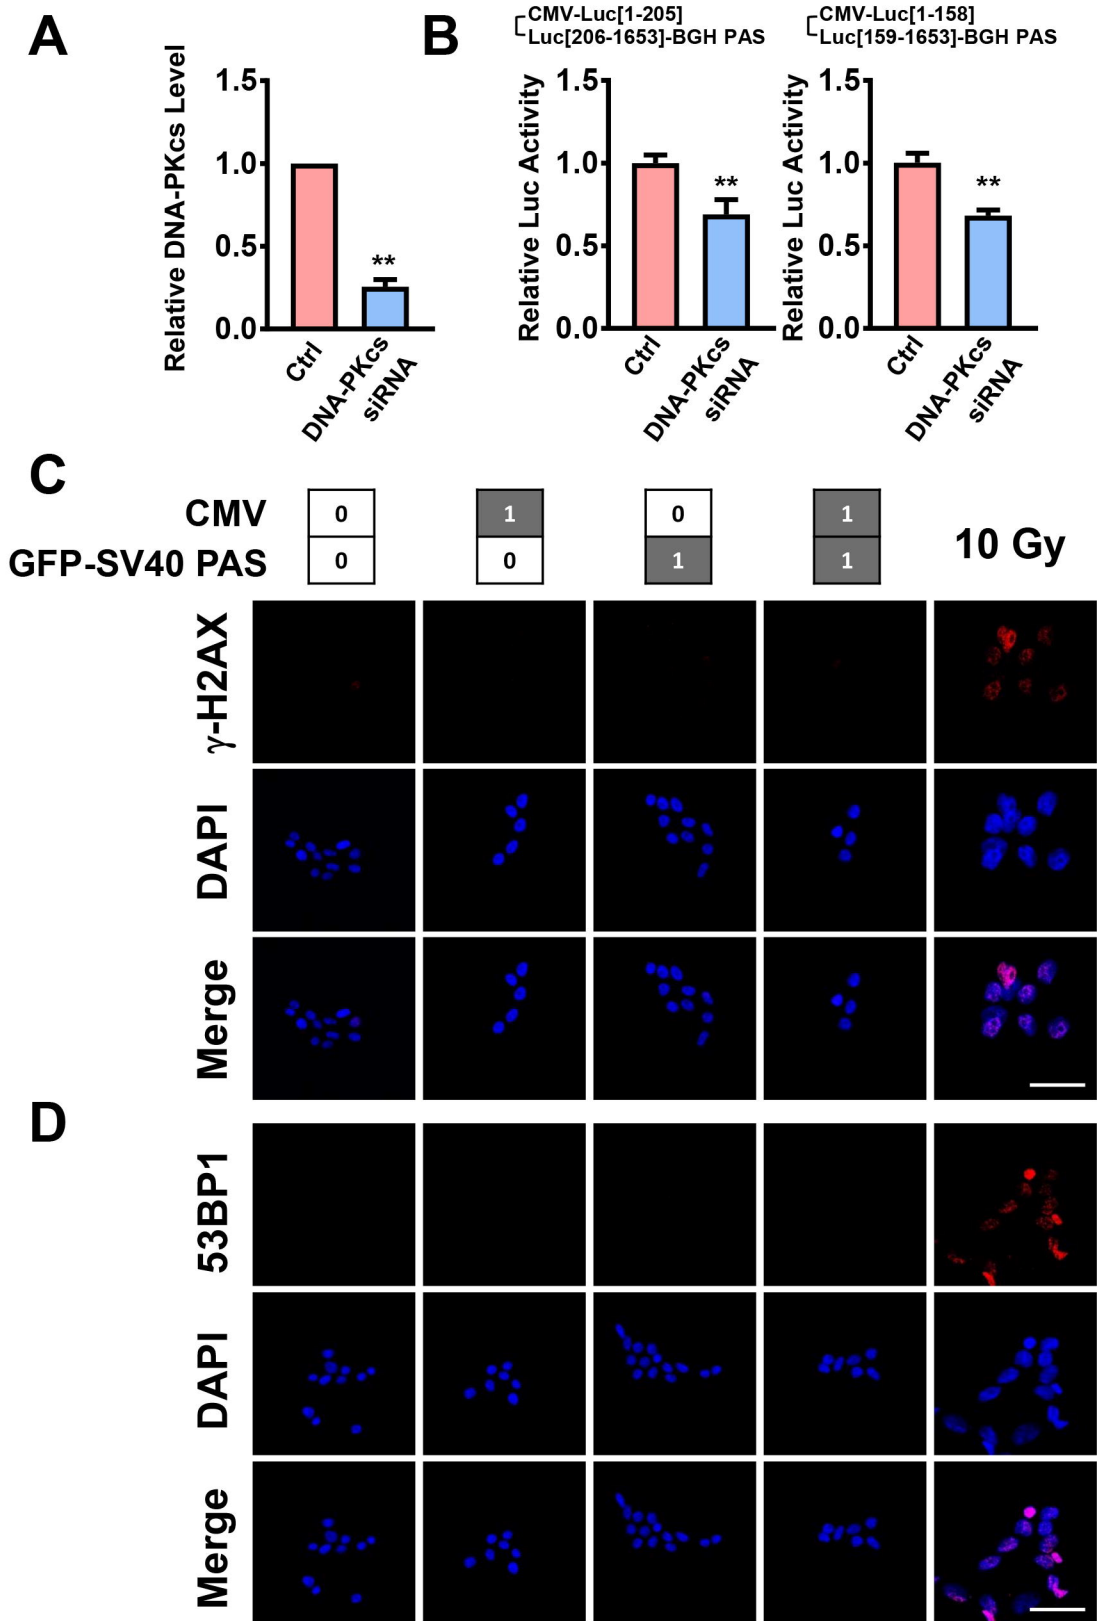 A
Relative DNA-PKcs Level
1.5
1.0
0.5
0.0
**
Ctrl
DNA-PKcs
siRNA
B
CMV-Luc[1-205]
Luc[206-1653]-BGH PAS
Relative Luc Activity
1.5
1.0
0.5
0.0
**
Ctrl
DNA-PKcs
siRNA
CMV-Luc[1-158]
Luc[159-1653]-BGH PAS
Relative Luc Activity
1.5
1.0
0.5
0.0
**
Ctrl
DNA-PKcs
siRNA
C
CMV 0 1 0 1
GFP-SV40 PAS 0 0 1 1
10 Gy
γ-H2AX
DAPI
Merge
D
53BP1
DAPI
Merge